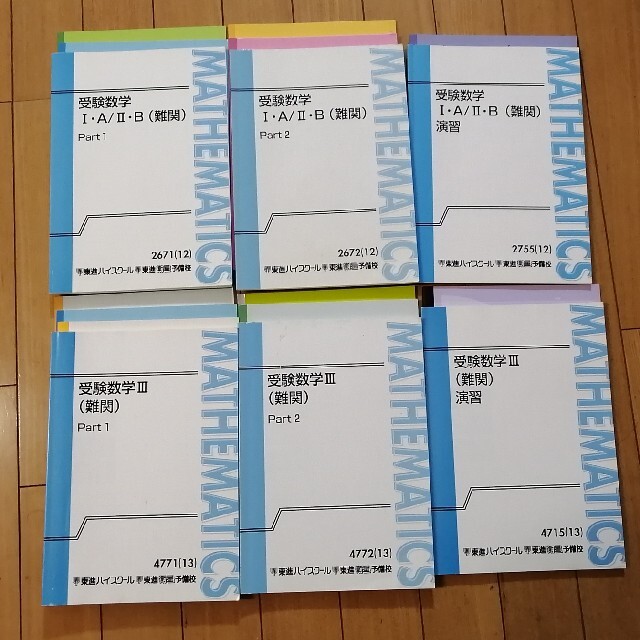 受験数学
Ⅰ・A/Ⅱ・B(難関)
Part 1
2671(12)
東進ハイスクール 東進衛星予備校
MATHEMATICS
受験数学
Ⅰ・A/Ⅱ・B(難関)
Part 2
2672(12)
東進ハイスクール 東進衛星予備校
MATHEMATICS
受験数学
Ⅰ・A/Ⅱ・B(難関)
演習
2755(12)
東進ハイスクール 東進衛星予備校
MATHEMATICS
受験数学Ⅲ
(難関)
Part 1
4771(13)
東進ハイスクール 東進衛星予備校
MATHEMATICS
受験数学Ⅲ
(難関)
Part 2
4772(13)
東進ハイスクール 東進衛星予備校
MATHEMATICS
受験数学Ⅲ
(難関)
演習
4715(13)
東進ハイスクール 東進衛星予備校
MATHEMATICS